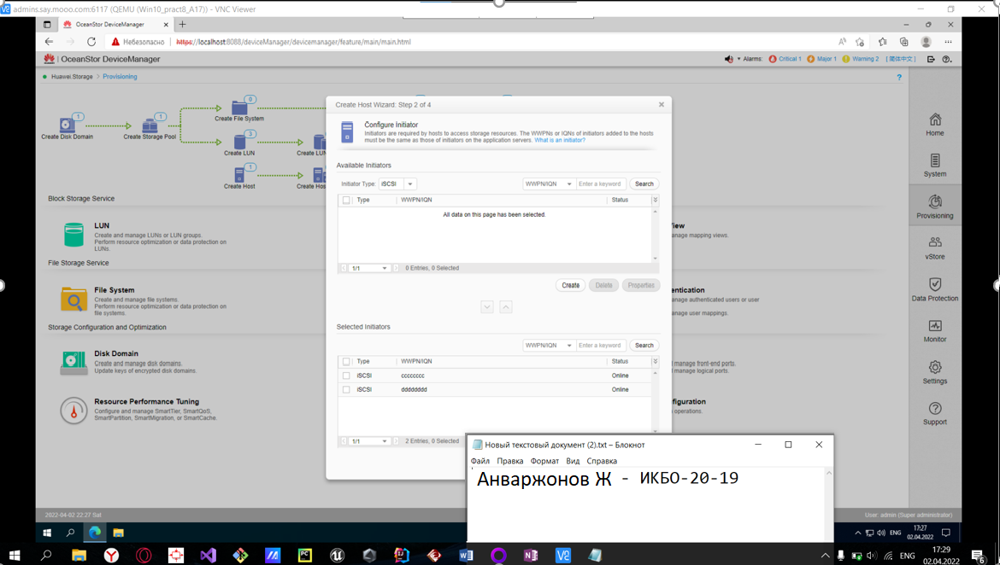 admins.say.mooo.com:6117 (QEMU (Win10_pract8_A17)) - VNC Viewer
OceanStor DeviceManager
Небезопасно
https://localhost:8088/deviceManager/devicemanager/feature/main/main.html
OceanStor DeviceManager
Alarms: Critical 1 Major 1 Warning 2 [简体中文]
Huawei.Storage > Provisioning
Create Disk Domain
1
Create Storage Pool
1
Create File System
0
Create LUN
3
Create LUN
Create Host
1
Create Hos
Block Storage Service
LUN
Create and manage LUNs or LUN groups.
Perform resource optimization or data protection on
LUNs.
File Storage Service
File System
Create and manage file systems.
Perform resource optimization or data protection on
file systems.
Storage Configuration and Optimization
Disk Domain
Create and manage disk domains.
Update keys of encrypted disk domains.
Resource Performance Tuning
Configure and manage SmartTier, SmartQoS,
SmartPartition, SmartMigration, or SmartCache.
Create Host Wizard: Step 2 of 4
Configure Initiator
Initiators are required by hosts to access storage resources. The WWPNs or IQNs of initiators added to the hosts
must be the same as those of initiators on the application servers. What is an initiator?
Available Initiators
Initiator Type: iSCSI
WWPN/IQN
Enter a keyword
Search
Type WWPN/IQN Status
All data on this page has been selected.
1/1
0 Entries, 0 Selected
Create Delete Properties
Selected Initiators
WWPN/IQN
Enter a keyword
Search
Type WWPN/IQN Status
iSCSI cccccccc Online
iSCSI dddddddd Online
1/1
2 Entries, 0 Selected
iew
anage mapping views.
entication
anage authenticated users or user
anage user mappings.
manage front-end ports.
manage logical ports.
figuration
operations.
Home
System
Provisioning
vStore
Data Protection
Monitor
Settings
Support
Новый текстовый документ (2).txt – Блокнот
Файл Правка Формат Вид Справка
Анваржонов Ж - ИКБО-20-19
2022-04-02 22:27 Sat
User: admin (Super administrator)
ENG
17:27
02.04.2022
ENG
17:29
02.04.2022
6